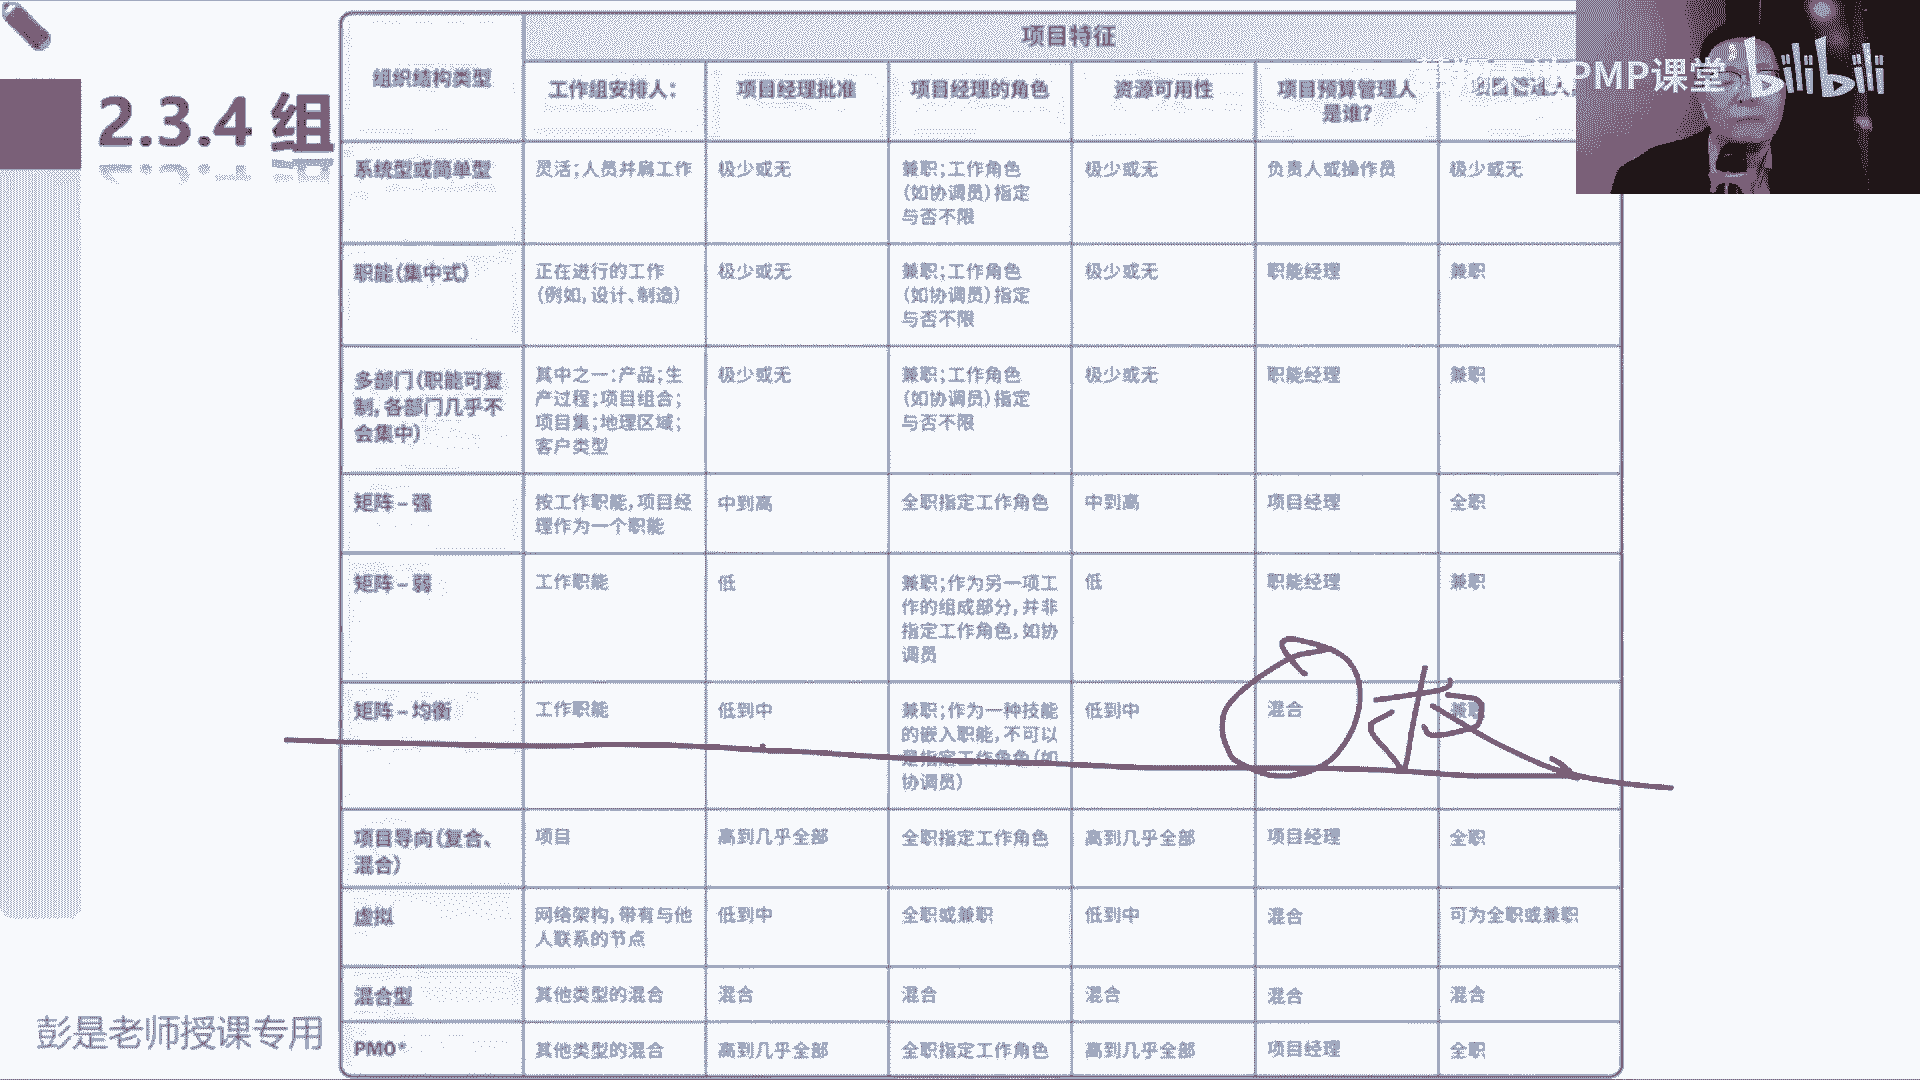 2.3.4 组
组织结构类型
项目特征
工作组安排人：
项目经理批准
项目经理的角色
资源可用性
项目预算管理人
是谁？
PMP课堂
bilibili
系统型或简单型
灵活；人员并肩工作
极少或无
兼职；工作角色
（如协调员）指定
与否不限
极少或无
负责人或操作员
极少或无
职能（集中式）
正在进行的工作
（例如，设计、制造）
极少或无
兼职；工作角色
（如协调员）指定
与否不限
极少或无
职能经理
兼职
多部门（职能可复
制，各部门几乎不
会集中）
其中之一：产品；生
产过程；项目组合；
项目集；地理区域；
客户类型
极少或无
兼职；工作角色
（如协调员）指定
与否不限
极少或无
职能经理
兼职
矩阵–强
按工作职能，项目经
理作为一个职能
中到高
全职指定工作角色
中到高
项目经理
全职
矩阵–弱
工作职能
低
兼职；作为另一项工
作的组成部分，并非
指定工作角色，如协
调员
低
职能经理
兼职
矩阵–均衡
工作职能
低到中
兼职；作为一种技能
的嵌入职能，不可以
是指定工作角色（如
协调员）
低到中
混合
兼职
项目导向（复合、
混合）
项目
高到几乎全部
全职指定工作角色
高到几乎全部
项目经理
全职
虚拟
网络架构，带有与他
人联系的节点
低到中
全职或兼职
低到中
混合
可为全职或兼职
混合型
其他类型的混合
混合
混合
混合
混合
混合
PMO*
其他类型的混合
高到几乎全部
全职指定工作角色
高到几乎全部
项目经理
全职
彭是老师授课专用